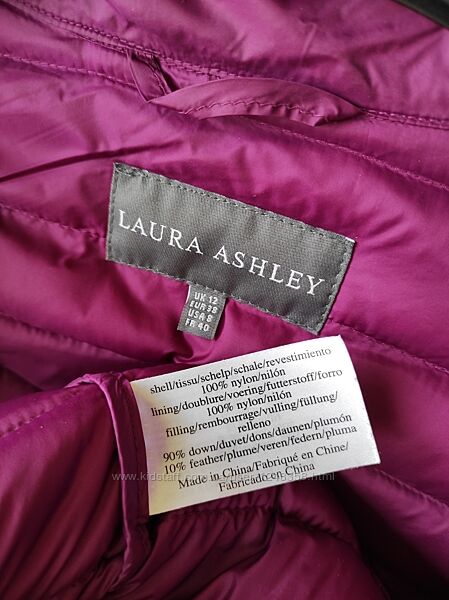 LAURA ASHLEY
UK 12
EUR 38
USA 8
FR 40
shell/tissu/schelp/schale/revestimiento
100% nylon/nilón
lining/doublure/voering/futterstoff/forro
100% nylon/nilón
filling/rembourrage/vulling/füllung/
relleno
90% down/duvet/dons/daunen/plumón
10% feather/plume/veren/federn/pluma
Made in China/Fabriqué en Chine/
Fabricado en China